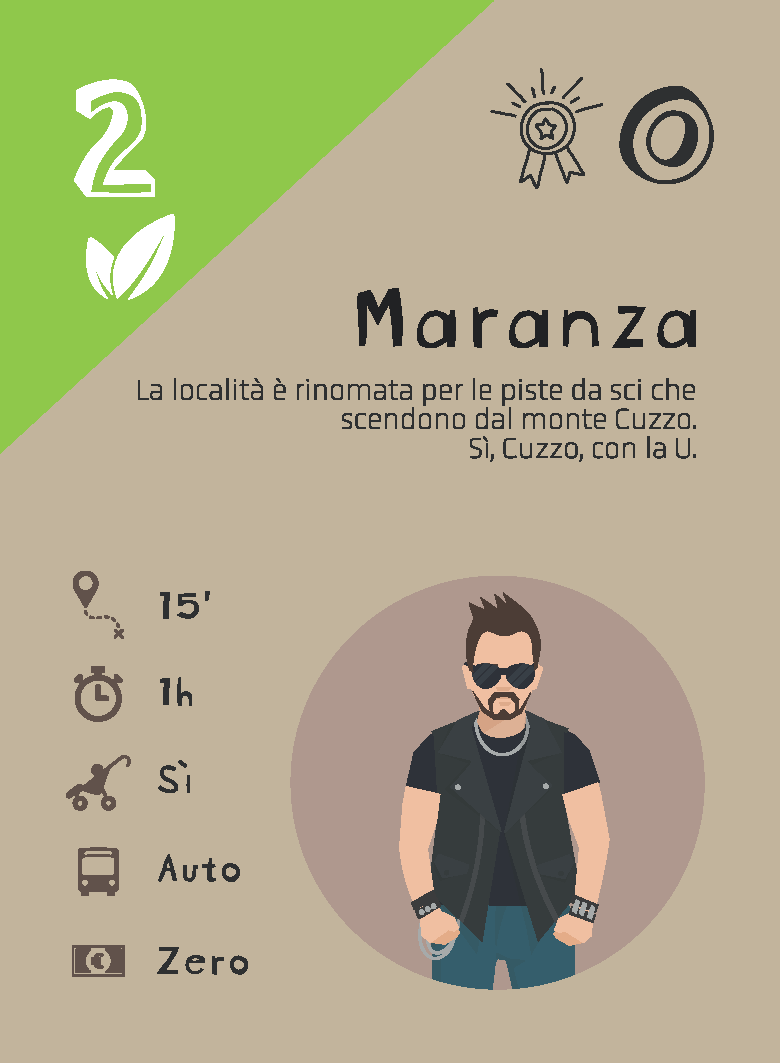 2
0
Maranza
La località è rinomata per le piste da sci che
scendono dal monte Cuzzo.
Sì, Cuzzo, con la U.
15'
1h
Sì
Auto
Zero